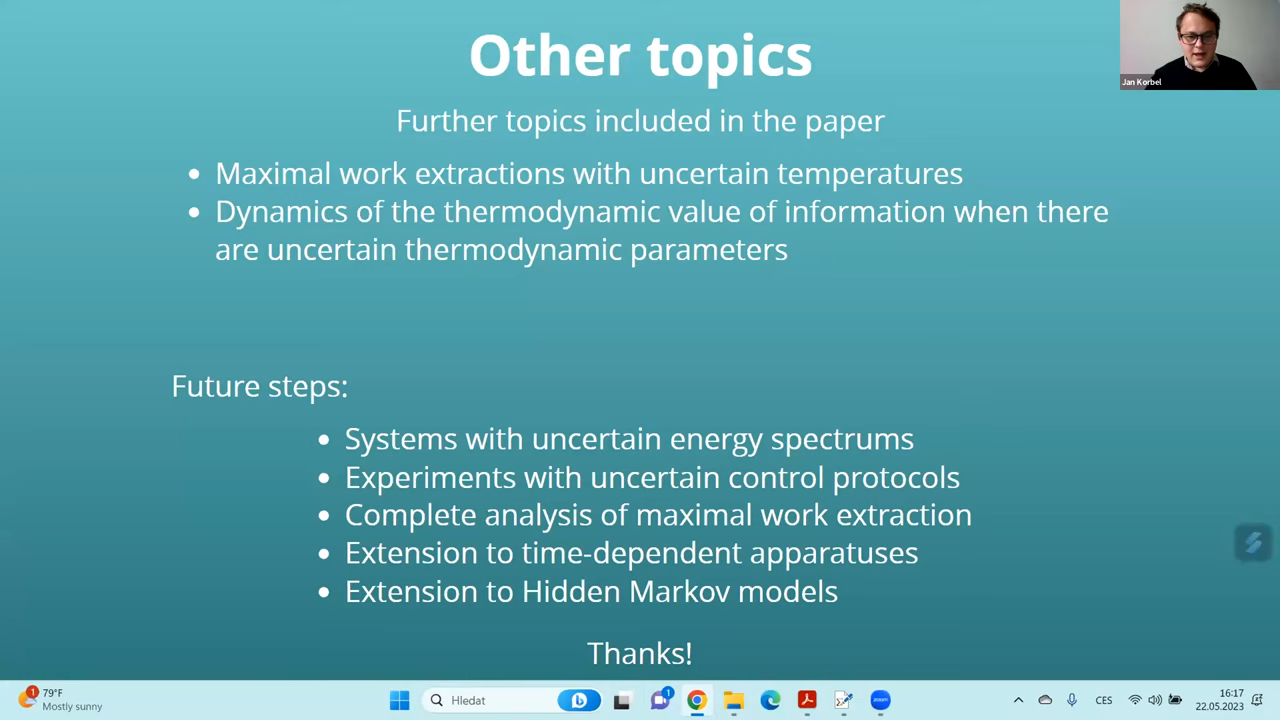 Other topics
Jan Korbel
Further topics included in the paper
• Maximal work extractions with uncertain temperatures
• Dynamics of the thermodynamic value of information when there
are uncertain thermodynamic parameters
Future steps:
• Systems with uncertain energy spectrums
• Experiments with uncertain control protocols
• Complete analysis of maximal work extraction
• Extension to time-dependent apparatuses
• Extension to Hidden Markov models
Thanks!
1
79°F
Mostly sunny
Hledat
1
zoom
CES
16:17
22.05.2023